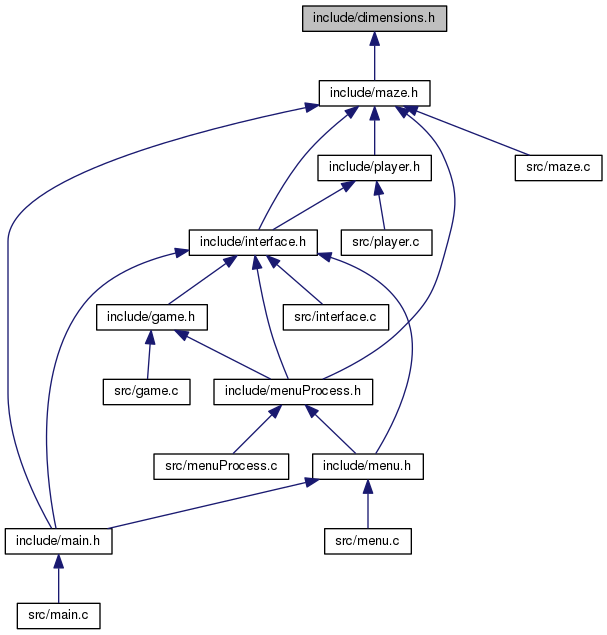 include/dimensions.h
include/maze.h
include/player.h
src/maze.c
include/interface.h
src/player.c
include/game.h
src/interface.c
src/game.c
include/menuProcess.h
src/menuProcess.c
include/menu.h
include/main.h
src/menu.c
src/main.c